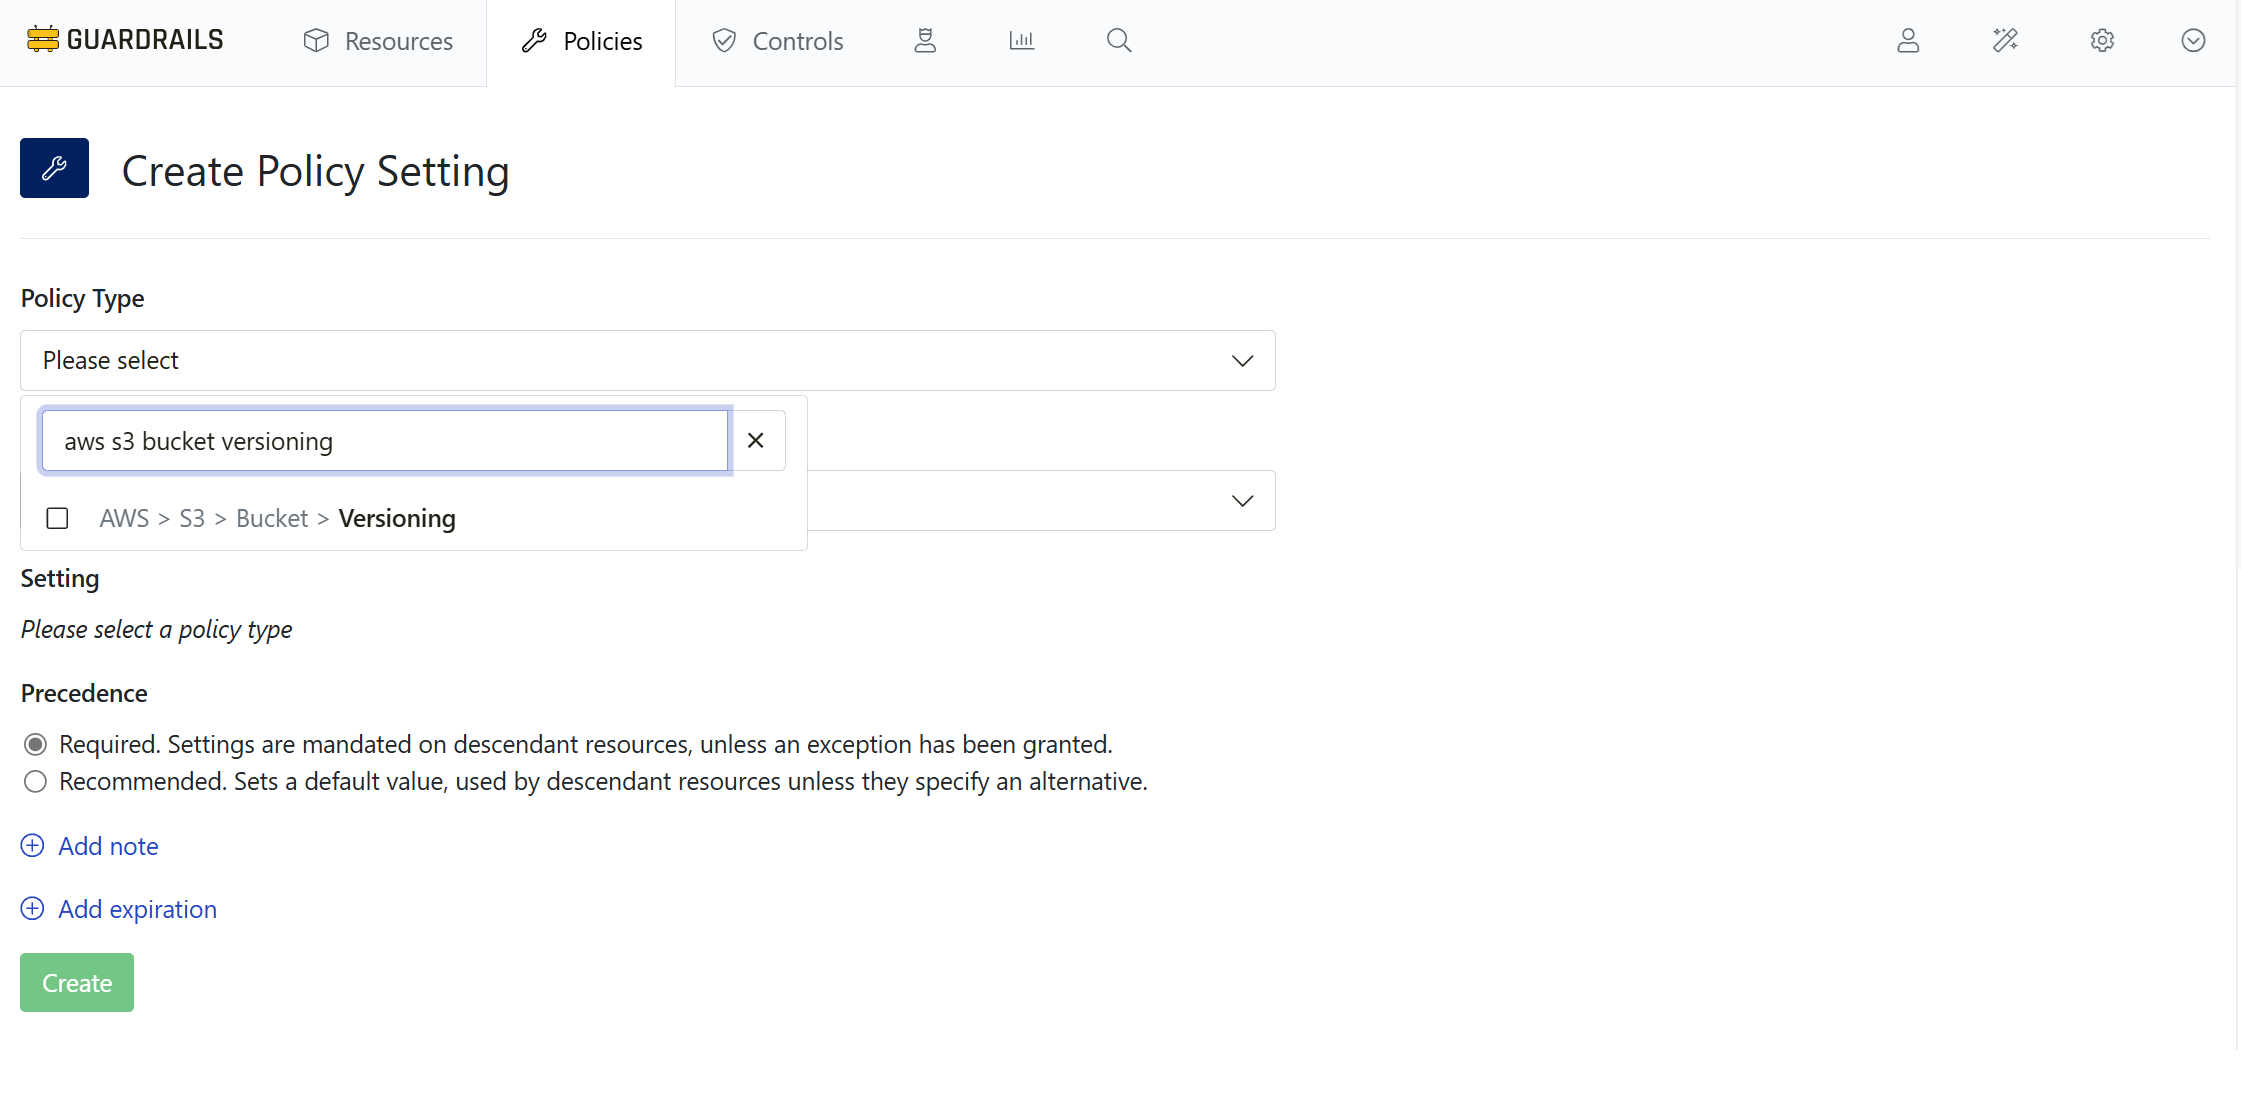 GUARDRAILS Resources Policies Controls
Create Policy Setting
Policy Type
Please select
aws s3 bucket versioning
AWS > S3 > Bucket > Versioning
Setting
Please select a policy type
Precedence
Required. Settings are mandated on descendant resources, unless an exception has been granted.
Recommended. Sets a default value, used by descendant resources unless they specify an alternative.
Add note
Add expiration
Create